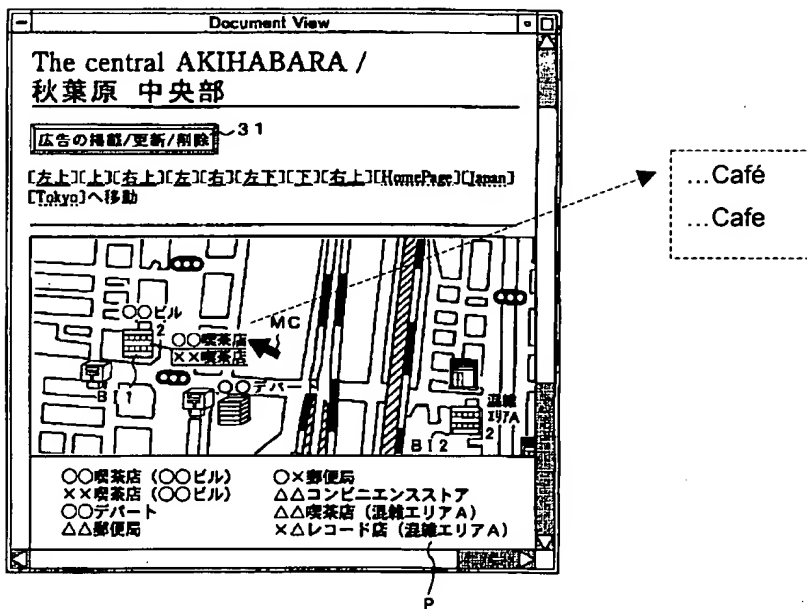 Document View
The central AKIHABARA /
秋葉原 中央部
広告の掲載/更新/削除
31
[左上][上][右上][左][右][左下][下][右上][HomePage][Japan]
[Tokyo]へ移動
...Café
...Cafe
○○ビル
2
MC
○○喫茶店
××喫茶店
○○デパート
BI1
混雑
エリアA
BI2
2
○○喫茶店 (○○ビル)
××喫茶店 (○○ビル)
○○デパート
△△郵便局
○×郵便局
△△コンビニエンスストア
△△喫茶店 (混雑エリアA)
×△レコード店 (混雑エリアA)
P